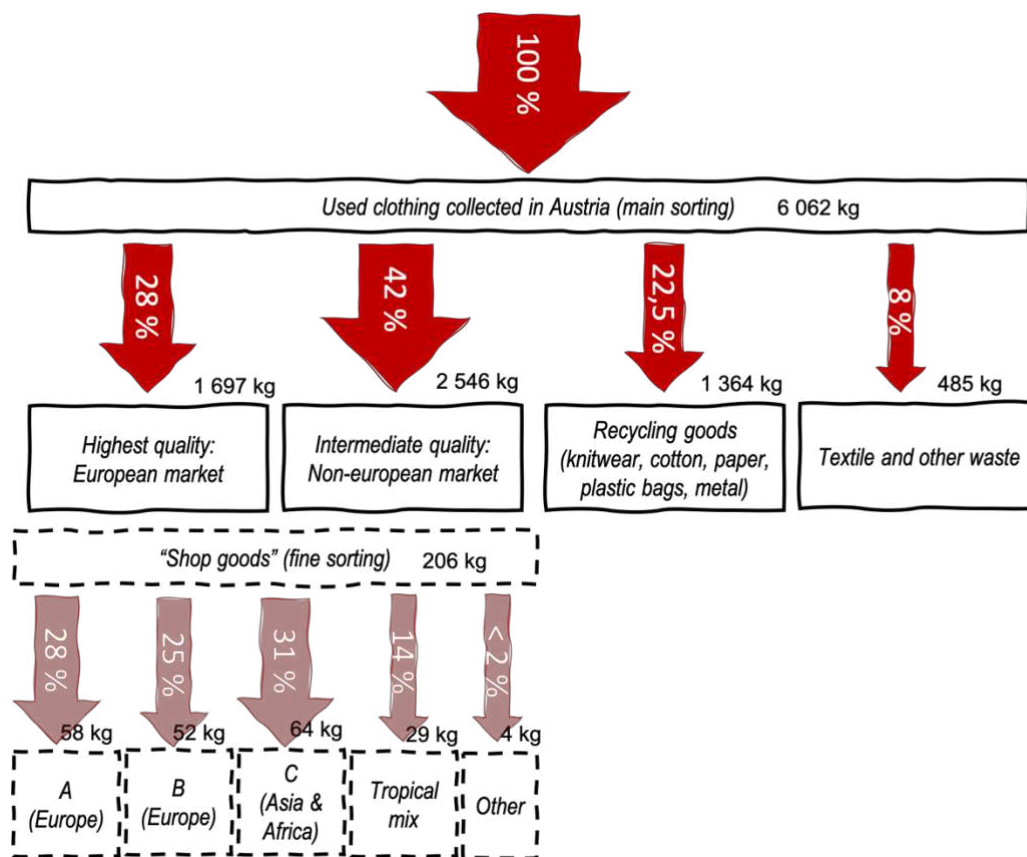 100 %
Used clothing collected in Austria (main sorting) 6 062 kg
28 %
42 %
22,5 %
8 %
1 697 kg
2 546 kg
1 364 kg
485 kg
Highest quality:
European market
Intermediate quality:
Non-european market
Recycling goods
(knitwear, cotton, paper,
plastic bags, metal)
Textile and other waste
“Shop goods” (fine sorting) 206 kg
28 %
25 %
31 %
14 %
< 2 %
58 kg
52 kg
64 kg
29 kg
4 kg
A
(Europe)
B
(Europe)
C
(Asia &
Africa)
Tropical
mix
Other